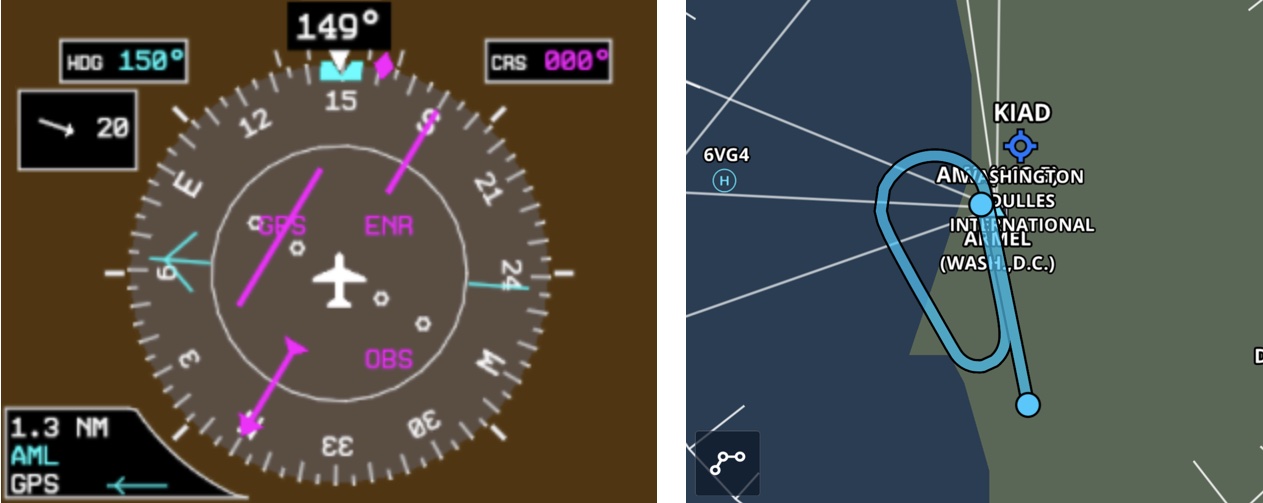 149°
HDG 150°
CRS 000°
20
15
12
S
E
21
GPS
ENR
6
24
3
OBS
W
30
33
1.3 NM
AML
GPS
KIAD
6VG4
H
WASHINGTON
DULLES
INTERNATIONAL
ARMEL
(WASH.,D.C.)
D